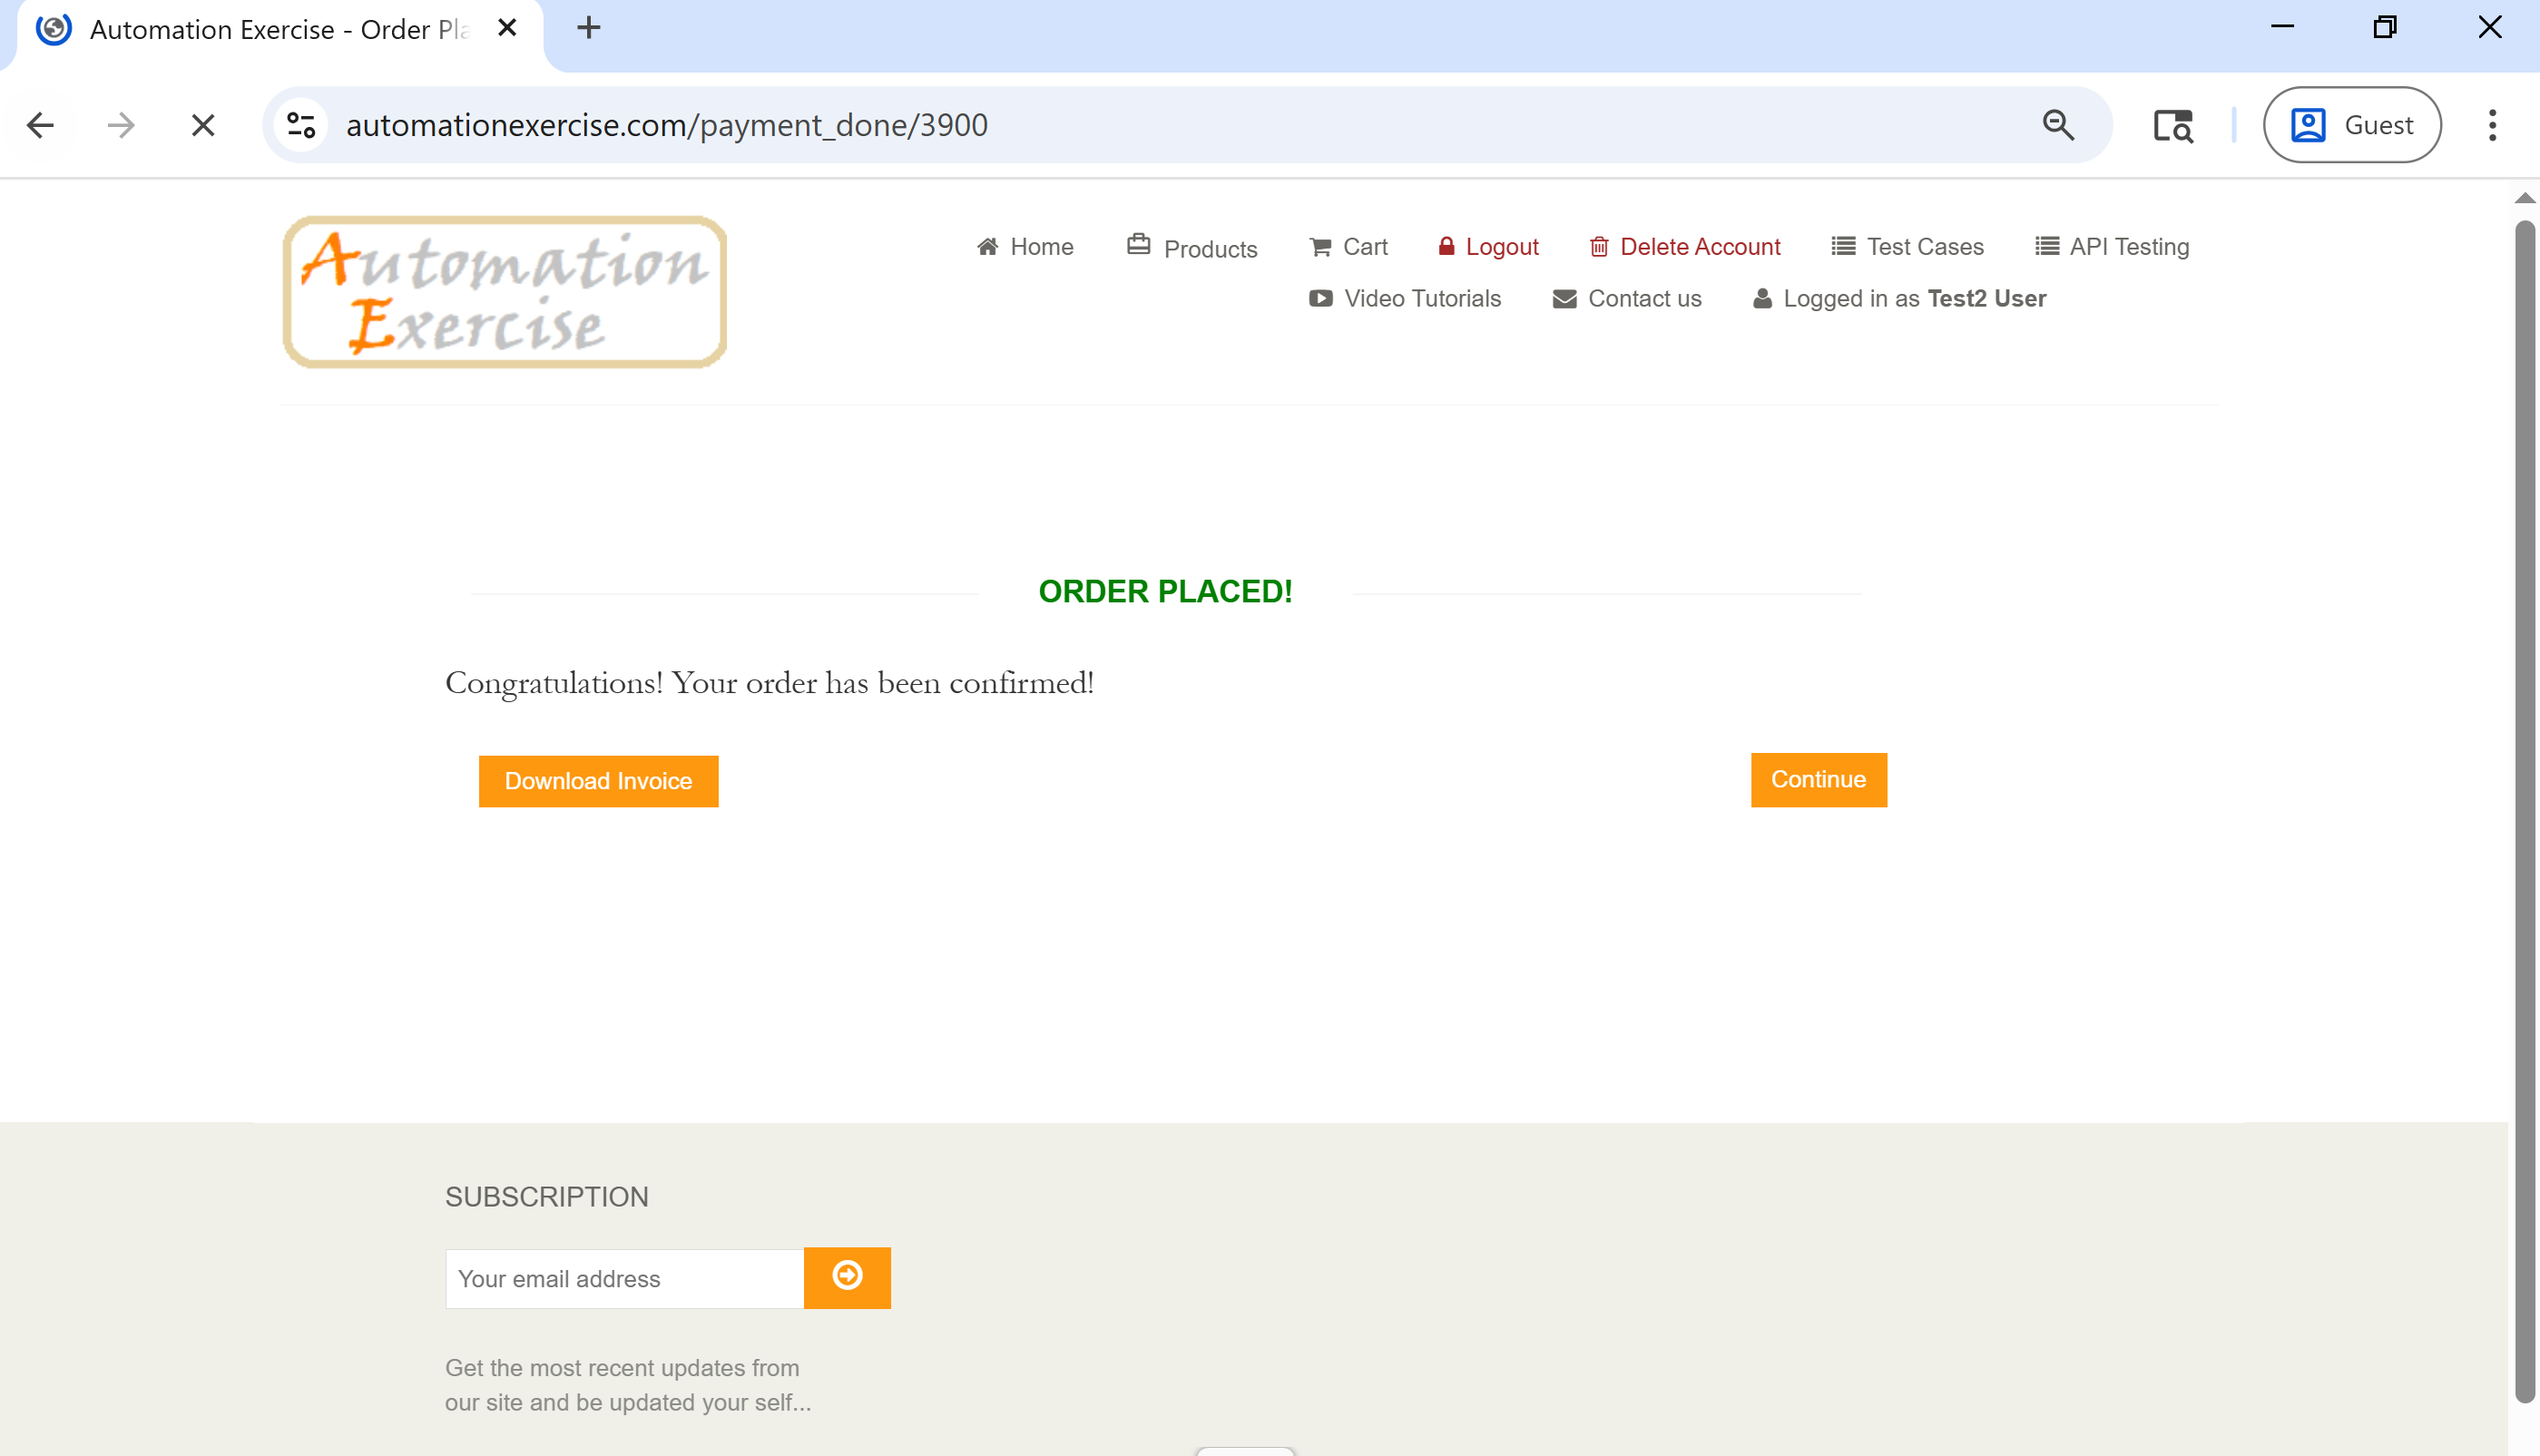 Automation Exercise - Order Pla
automationexercise.com/payment_done/3900
Guest
Automation
Exercise
Home
Products
Cart
Logout
Delete Account
Test Cases
API Testing
Video Tutorials
Contact us
Logged in as Test2 User
ORDER PLACED!
Congratulations! Your order has been confirmed!
Download Invoice
Continue
SUBSCRIPTION
Your email address
Get the most recent updates from
our site and be updated your self...